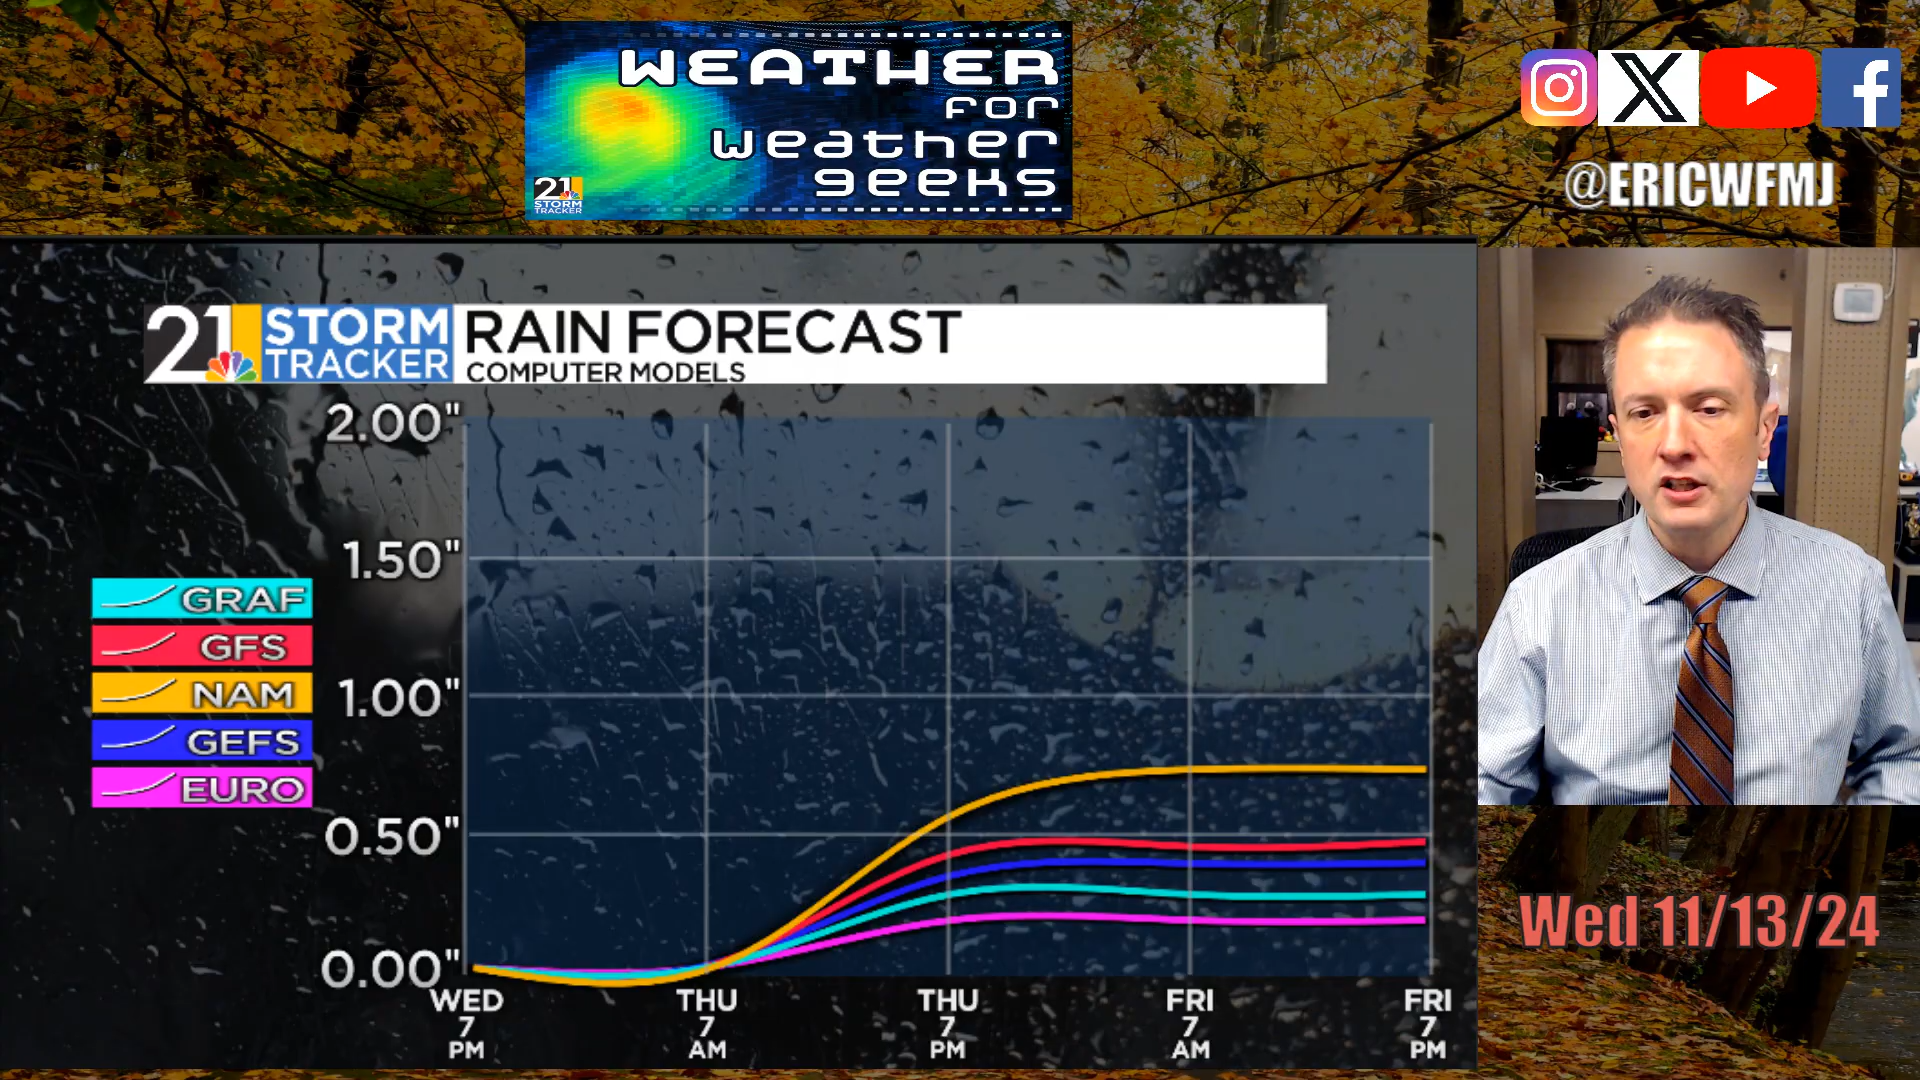 WEATHER
FOR
weather
geeks
21
STORM
TRACKER
@ERICWFMJ
21 STORM
TRACKER
RAIN FORECAST
COMPUTER MODELS
2.00"
1.50"
1.00"
0.50"
0.00"
GRAF
GFS
NAM
GEFS
EURO
WED
7
PM
THU
7
AM
THU
7
PM
FRI
7
AM
FRI
7
PM
Wed 11/13/24